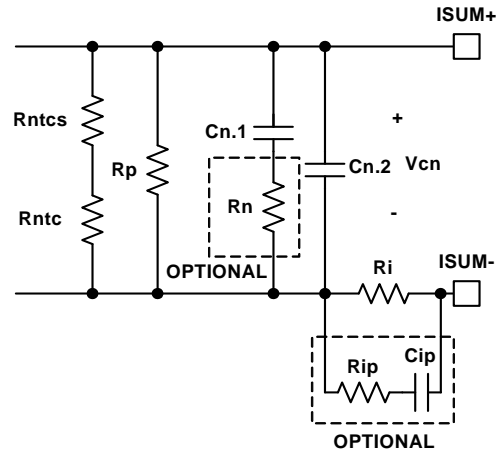 ISUM+
Rntcs
Cn.1
+
Rp
Cn.2
Vcn
Rntc
Rn
-
OPTIONAL
Ri
ISUM-
Rip
Cip
OPTIONAL